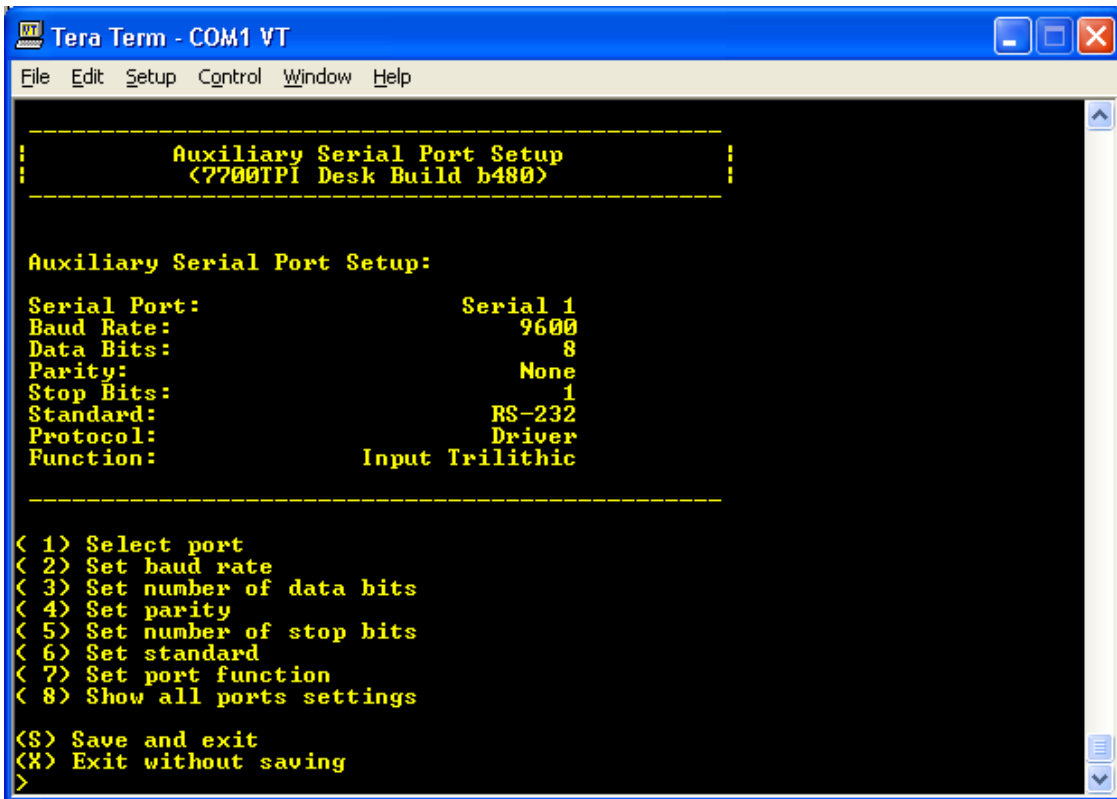 Tera Term - COM1 VT
File Edit Setup Control Window Help
Auxiliary Serial Port Setup
(7700TPI Desk Build b480)
Auxiliary Serial Port Setup:
Serial Port: Serial 1
Baud Rate: 9600
Data Bits: 8
Parity: None
Stop Bits: 1
Standard: RS-232
Protocol: Driver
Function: Input Trilithic
( 1) Select port
( 2) Set baud rate
( 3) Set number of data bits
( 4) Set parity
( 5) Set number of stop bits
( 6) Set standard
( 7) Set port function
( 8) Show all ports settings
(S) Save and exit
(X) Exit without saving
>